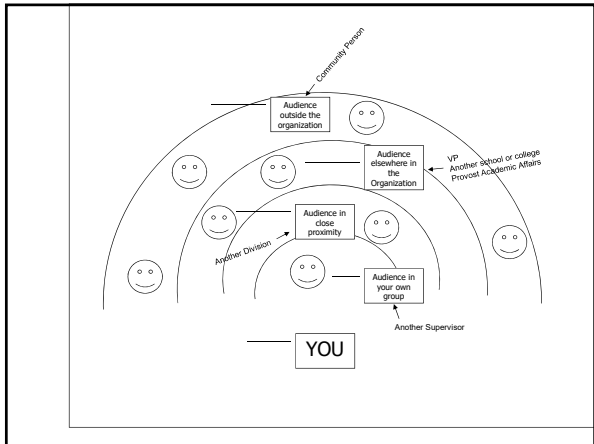 Community Person
Audience
outside the
organization
Audience
elsewhere in
the
Organization
VP
Another school or college
Provost Academic Affairs
Audience in
close
proximity
Another Division
Audience in
your own
group
Another Supervisor
YOU